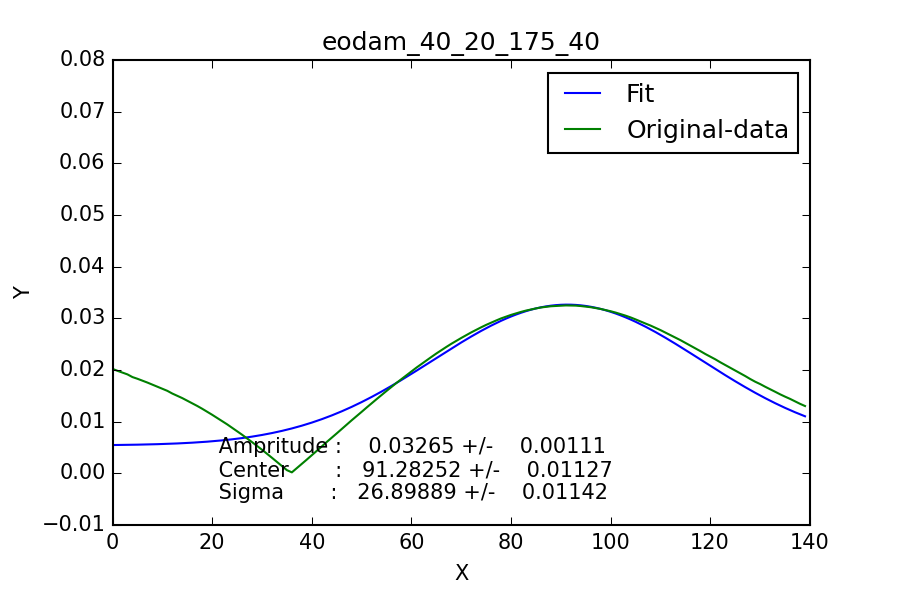 eodam_40_20_175_40
0.08
0.07
0.06
0.05
0.04
0.03
0.02
0.01
0.00
−0.01
Y
Fit
Original-data
Ampritude : 0.03265 +/- 0.00111
Center : 91.28252 +/- 0.01127
Sigma : 26.89889 +/- 0.01142
0 20 40 60 80 100 120 140
X